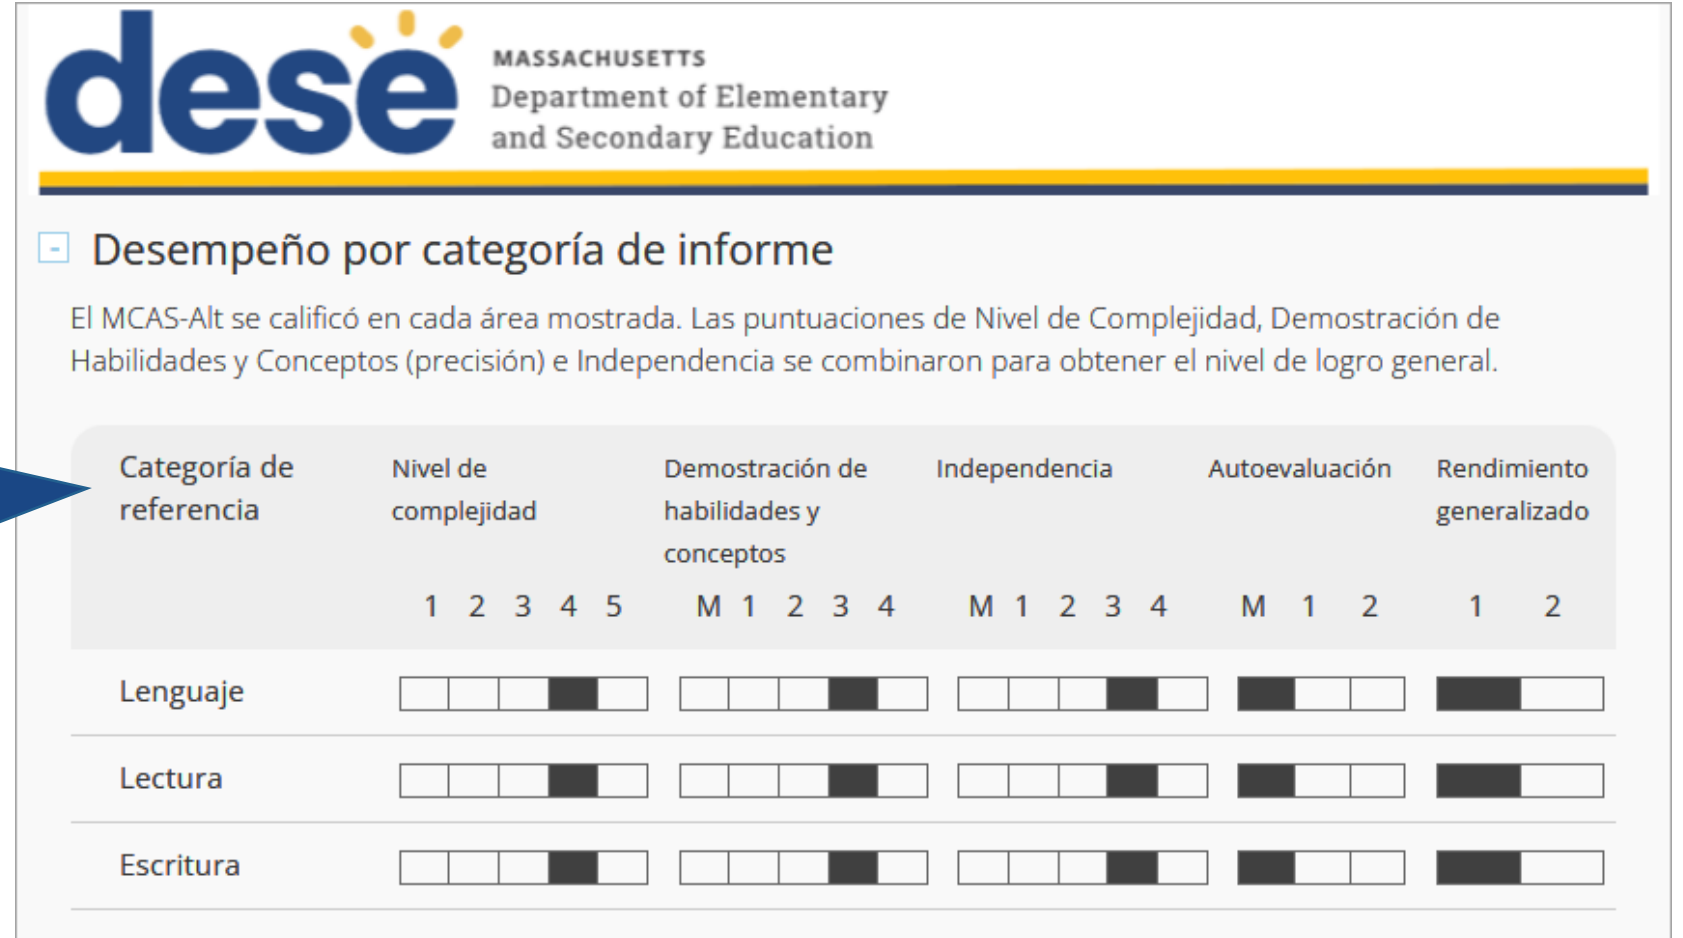 dese
MASSACHUSETTS
Department of Elementary
and Secondary Education
- Desempeño por categoría de informe
El MCAS-Alt se calificó en cada área mostrada. Las puntuaciones de Nivel de Complejidad, Demostración de
Habilidades y Conceptos (precisión) e Independencia se combinaron para obtener el nivel de logro general.
Categoría de referencia
Nivel de complejidad
Demostración de habilidades y conceptos
Independencia
Autoevaluación
Rendimiento generalizado
1 2 3 4 5 M 1 2 3 4 M 1 2 3 4 M 1 2 1 2
Lenguaje
Lectura
Escritura